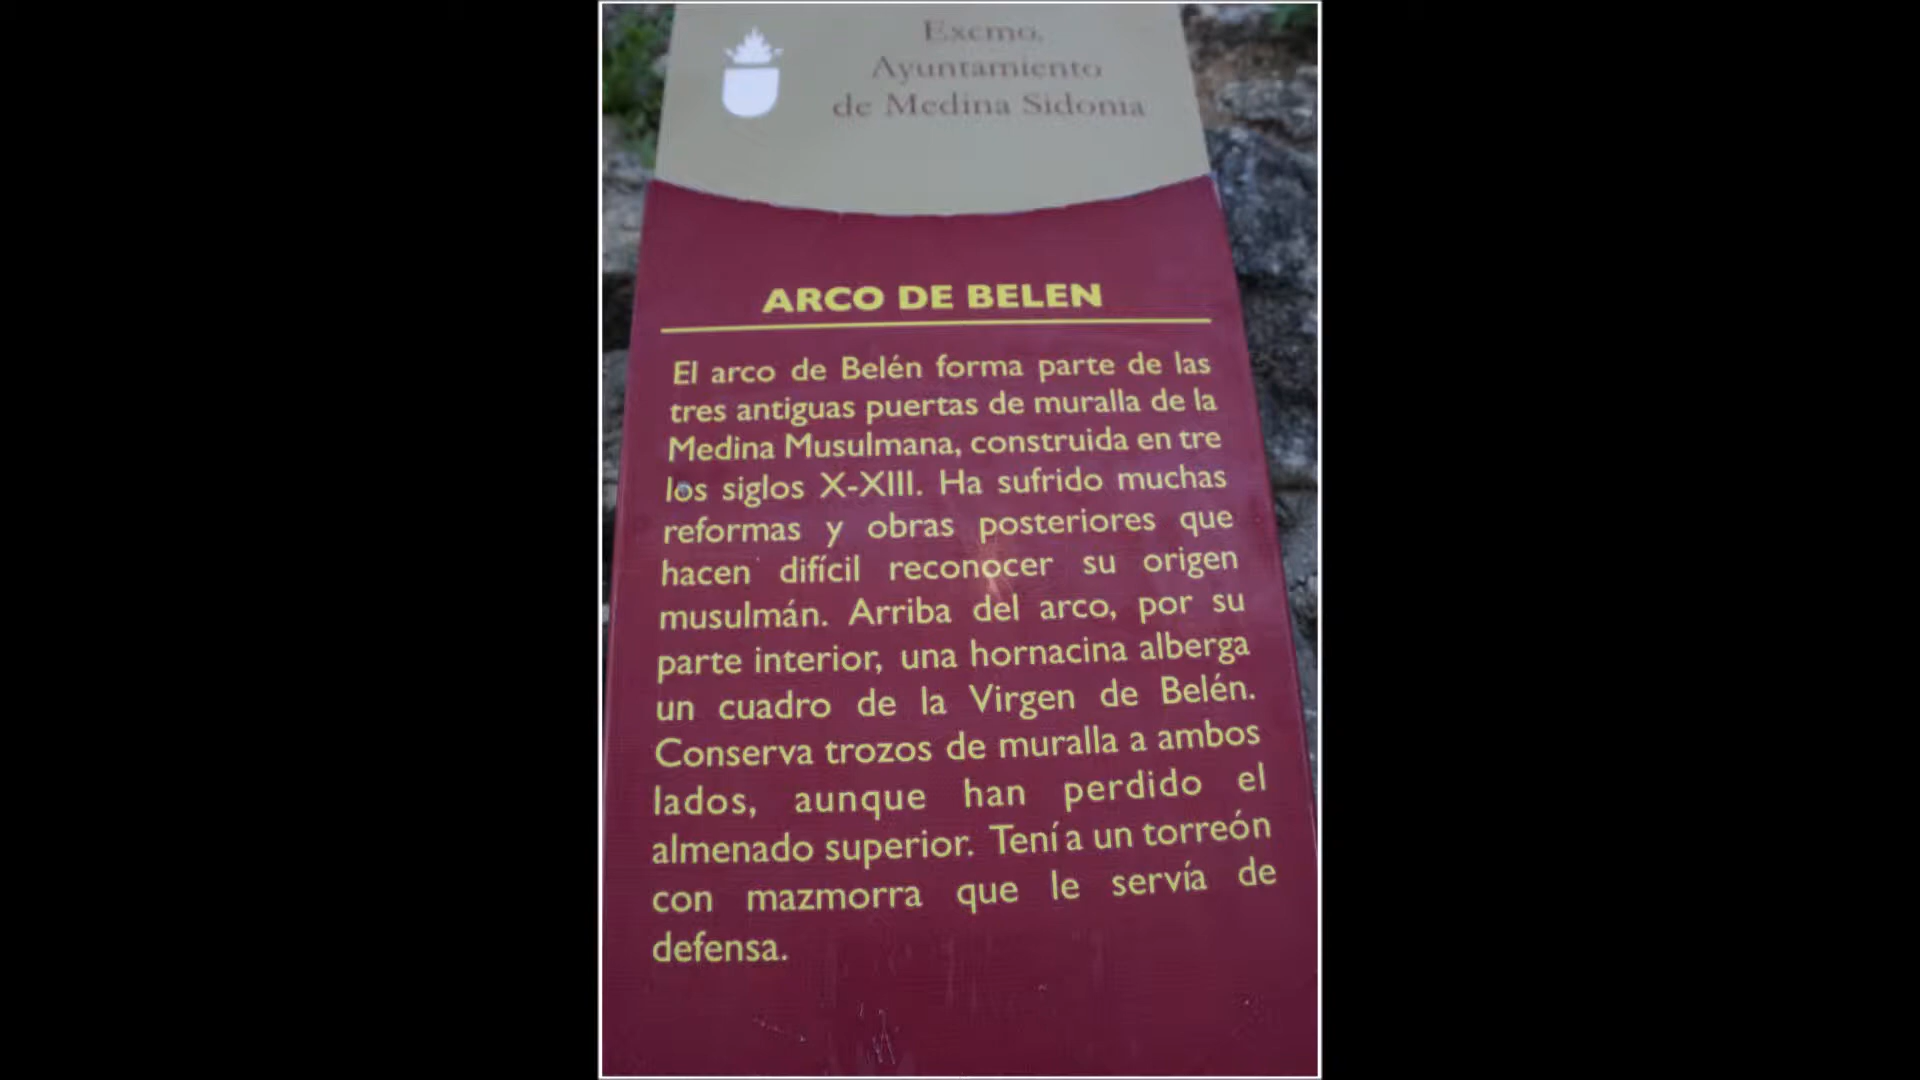 Excmo.
Ayuntamiento
de Medina Sidonia
ARCO DE BELEN
El arco de Belén forma parte de las
tres antiguas puertas de muralla de la
Medina Musulmana, construida en tre
los siglos X-XIII. Ha sufrido muchas
reformas y obras posteriores que
hacen difícil reconocer su origen
musulmán. Arriba del arco, por su
parte interior, una hornacina alberga
un cuadro de la Virgen de Belén.
Conserva trozos de muralla a ambos
lados, aunque han perdido el
almenado superior. Tenía un torreón
con mazmorra que le servía de
defensa.